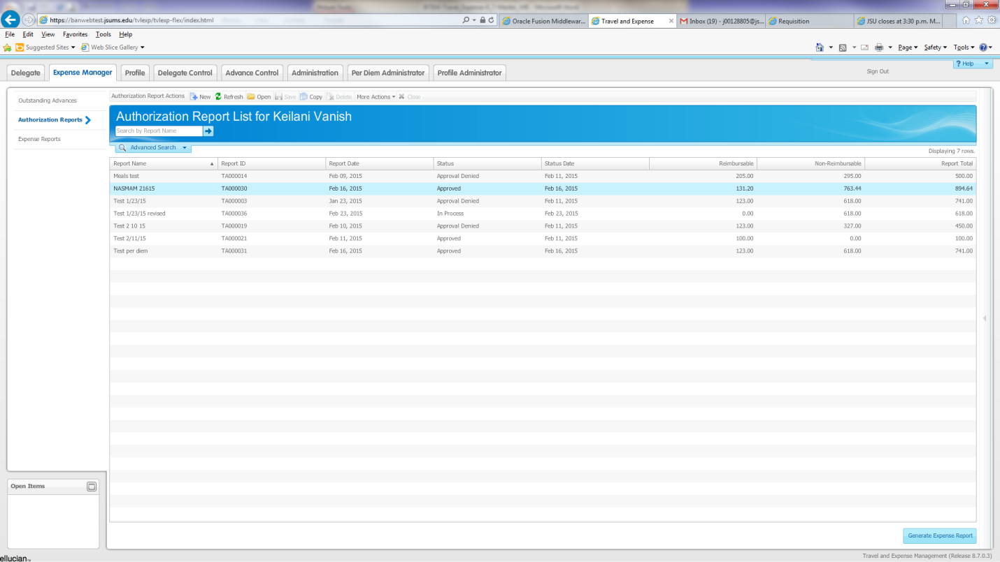 https://banwebtest.jsums.edu/tvlexp/tvlexp-flex/index.html
Oracle Fusion Middlewar...
Travel and Expense
Inbox (19) - j00128805@js...
Requisition
JSU closes at 3:30 p.m. M...
File Edit View Favorites Tools Help
Suggested Sites
Web Slice Gallery
Page Safety Tools
Delegate
Expense Manager
Profile
Delegate Control
Advance Control
Administration
Per Diem Administrator
Profile Administrator
Sign Out
? Help
Outstanding Advances
Authorization Reports
Expense Reports
Authorization Report Actions New Refresh Open Save Copy Delete More Actions Close
Authorization Report List for Keilani Vanish
Search by Report Name
Advanced Search
Displaying 7 rows.
Report Name Report ID Report Date Status Status Date Reimbursable Non-Reimbursable Report Total
Meals test TA000014 Feb 09, 2015 Approval Denied Feb 11, 2015 205.00 295.00 500.00
NASMAM 21615 TA000030 Feb 16, 2015 Approved Feb 16, 2015 131.20 763.44 894.64
Test 1/23/15 TA000003 Jan 23, 2015 Approval Denied Feb 11, 2015 123.00 618.00 741.00
Test 1/23/15 revised TA000036 Feb 23, 2015 In Process Feb 23, 2015 0.00 618.00 618.00
Test 2 10 15 TA000019 Feb 10, 2015 Approval Denied Feb 11, 2015 123.00 327.00 450.00
Test 2/11/15 TA000021 Feb 11, 2015 Approved Feb 11, 2015 100.00 0.00 100.00
Test per diem TA000031 Feb 16, 2015 Approved Feb 16, 2015 123.00 618.00 741.00
Open Items
Generate Expense Report
ellucian
Travel and Expense Management (Release 8.7.0.3)